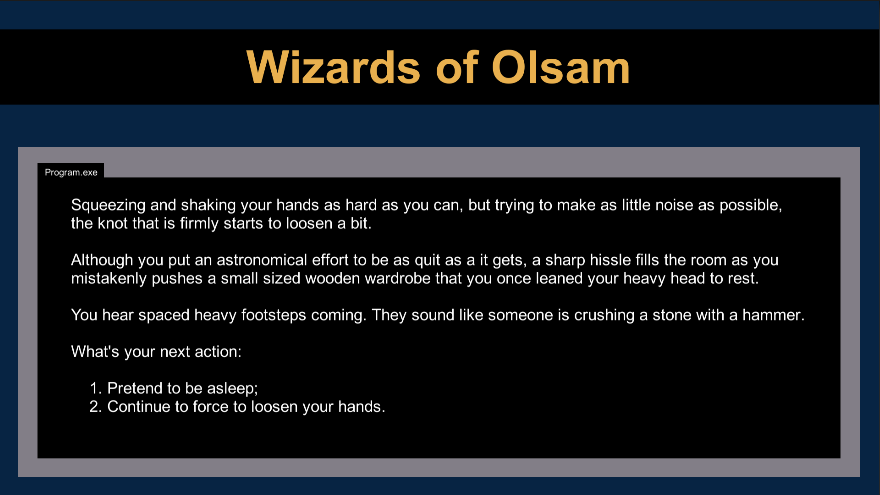 Wizards of Olsam
Program.exe
Squeezing and shaking your hands as hard as you can, but trying to make as little noise as possible,
the knot that is firmly starts to loosen a bit.
Although you put an astronomical effort to be as quit as a it gets, a sharp hissle fills the room as you
mistakenly pushes a small sized wooden wardrobe that you once leaned your heavy head to rest.
You hear spaced heavy footsteps coming. They sound like someone is crushing a stone with a hammer.
What's your next action:
1. Pretend to be asleep;
2. Continue to force to loosen your hands.